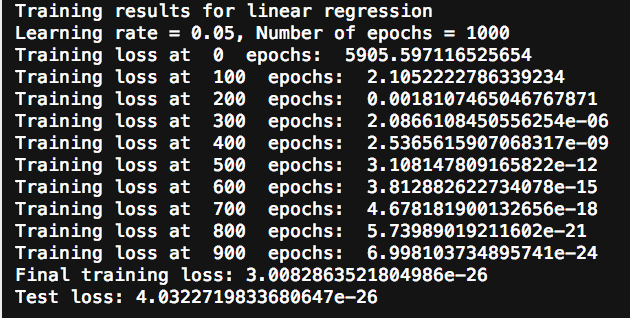 Training results for linear regression
Learning rate = 0.05, Number of epochs = 1000
Training loss at  0  epochs:  5905.597116525654
Training loss at  100  epochs:  2.1052222786339234
Training loss at  200  epochs:  0.0018107465046767871
Training loss at  300  epochs:  2.0866108450556254e-06
Training loss at  400  epochs:  2.5365615907068317e-09
Training loss at  500  epochs:  3.108147809165822e-12
Training loss at  600  epochs:  3.812882622734078e-15
Training loss at  700  epochs:  4.678181900132656e-18
Training loss at  800  epochs:  5.73989019211602e-21
Training loss at  900  epochs:  6.998103734895741e-24
Final training loss: 3.0082863521804986e-26
Test loss: 4.0322719833680647e-26